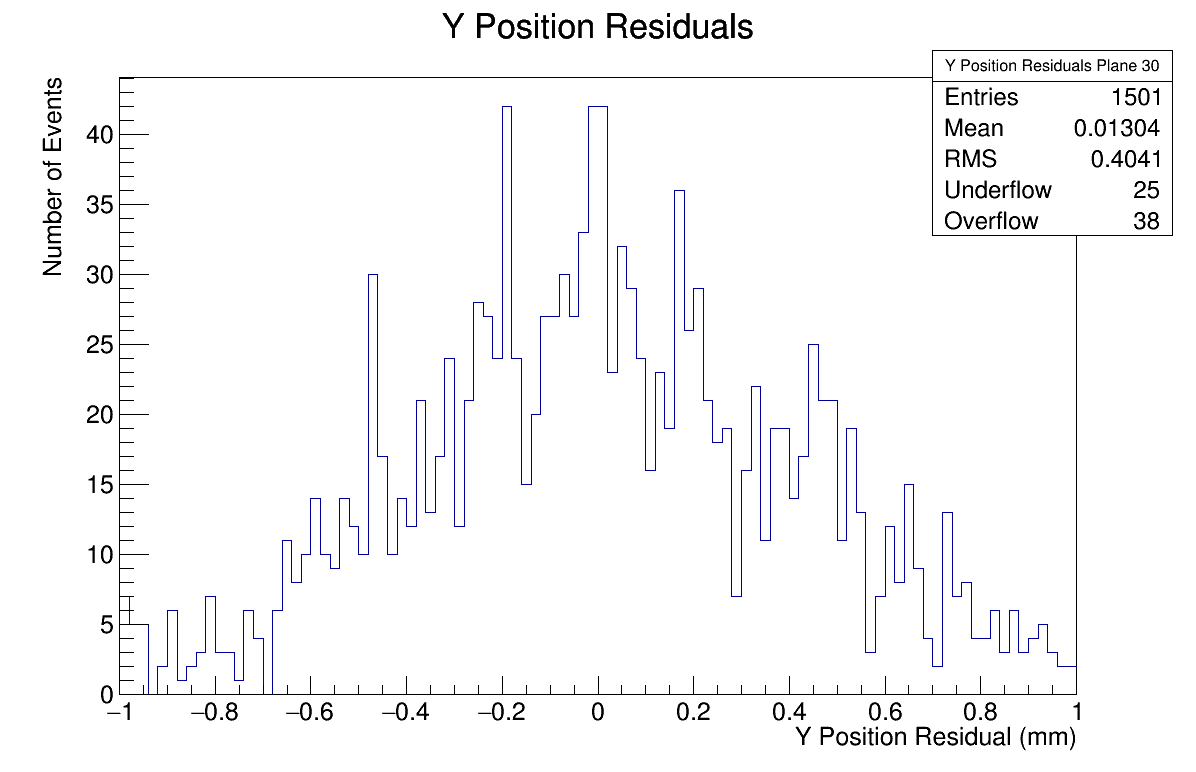 Y Position Residuals
Y Position Residuals Plane 30
Entries 1501
Mean 0.01304
RMS 0.4041
Underflow 25
Overflow 38
Number of Events
40
35
30
25
20
15
10
5
0
−1 −0.8 −0.6 −0.4 −0.2 0 0.2 0.4 0.6 0.8 1
Y Position Residual (mm)